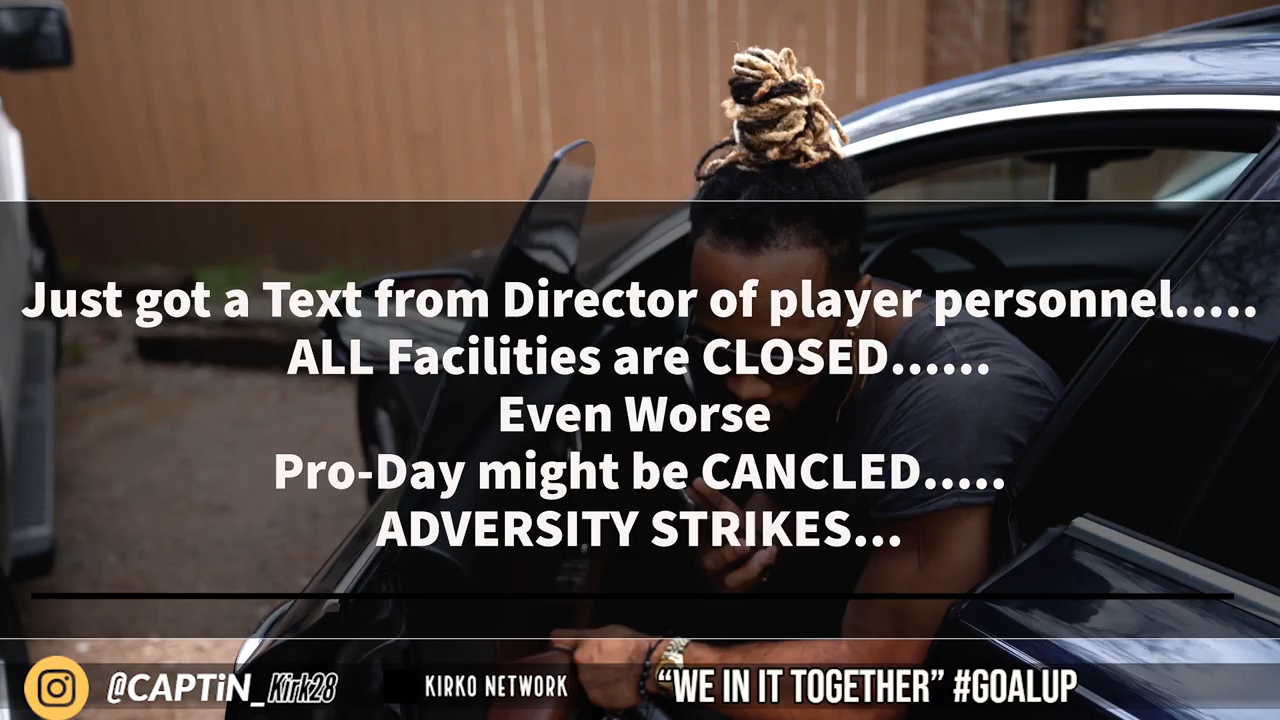 Just got a Text from Director of player personnel.....
ALL Facilities are CLOSED......
Even Worse
Pro-Day might be CANCLED.....
ADVERSITY STRIKES...
@CAPTiN_Kirk28 KIRKO NETWORK “WE IN IT TOGETHER” #GOALUP